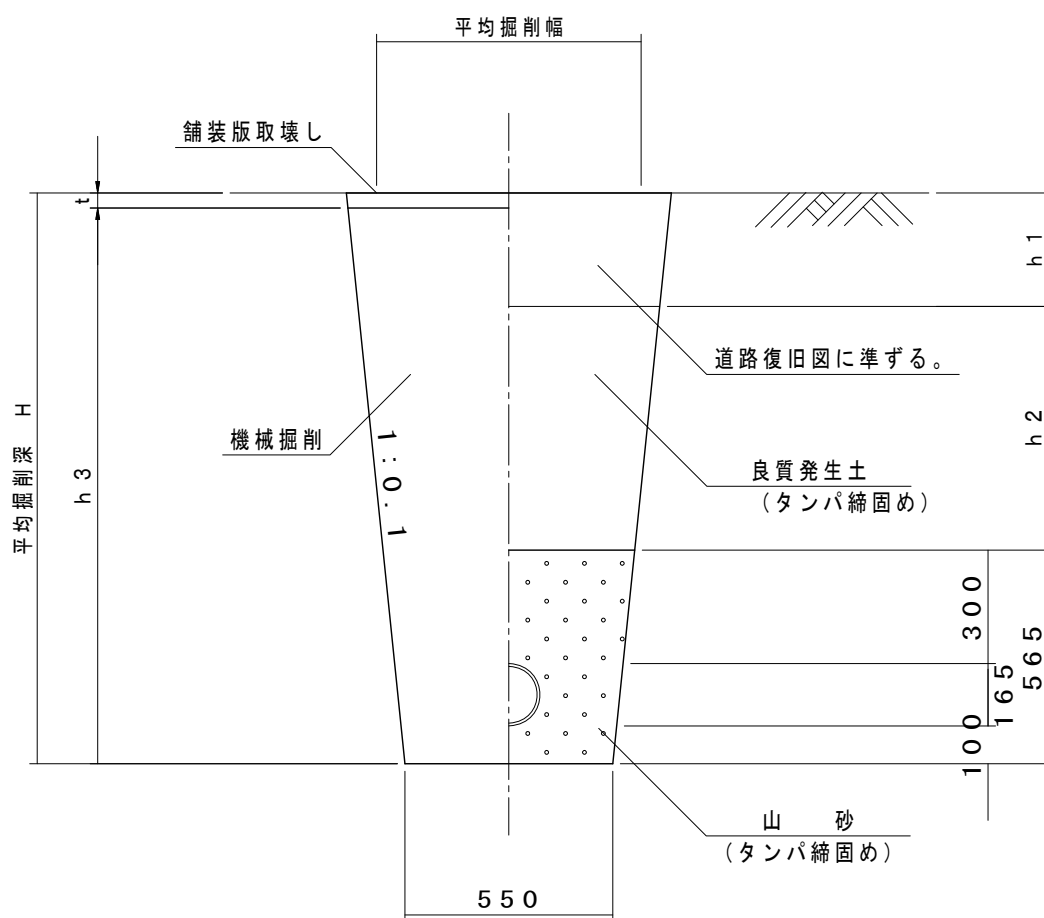 平均掘削幅
舗装版取壊し
t
h1
道路復旧図に準ずる。
平均掘削深 H
h3
機械掘削
1:0.1
h2
良質発生土
(タンパ締固め)
300
165
565
100
山 砂
(タンパ締固め)
550